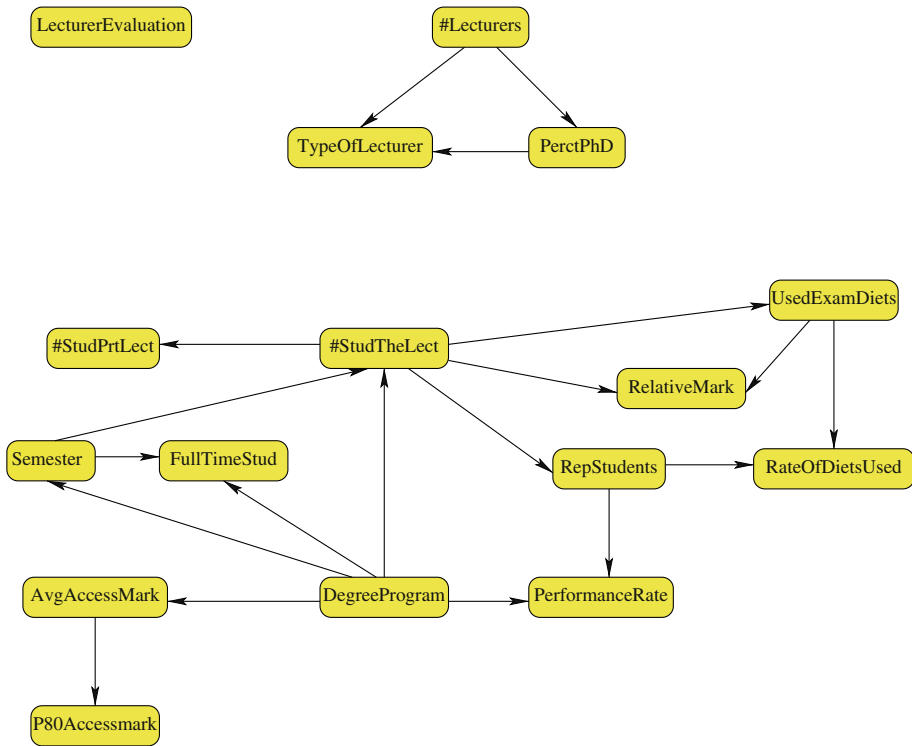 LecturerEvaluation
#Lecturers
TypeOfLecturer
PerctPhD
UsedExamDiets
#StudPrtLect
#StudTheLect
RelativeMark
Semester
FullTimeStud
RepStudents
RateOfDietsUsed
AvgAccessMark
DegreeProgram
PerformanceRate
P80Accessmark